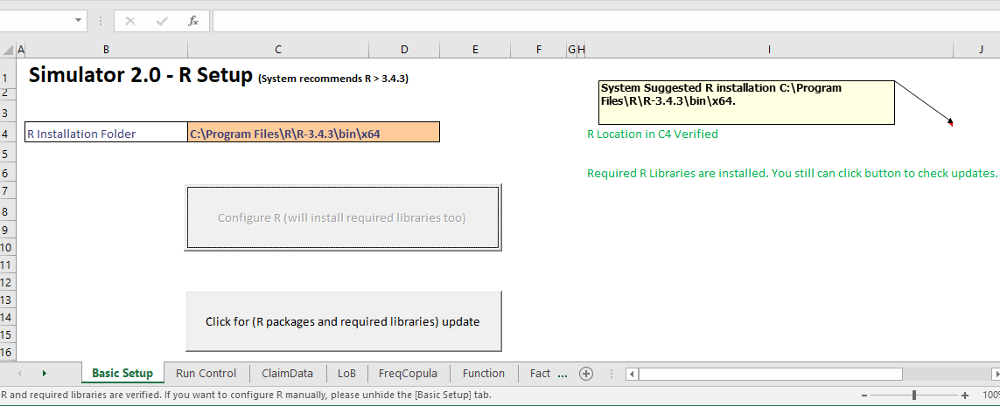 fx
A B C D E F G H I J
1 Simulator 2.0 - R Setup (System recommends R > 3.4.3)
2
System Suggested R installation C:\Program
Files\R\R-3.4.3\bin\x64.
3
4 R Installation Folder C:\Program Files\R\R-3.4.3\bin\x64 R Location in C4 Verified
5
6 Required R Libraries are installed. You still can click button to check updates.
7
8 Configure R (will install required libraries too)
9
10
11
12
13
14 Click for (R packages and required libraries) update
15
16
Basic Setup Run Control ClaimData LoB FreqCopula Function Fact ...
R and required libraries are verified. If you want to configure R manually, please unhide the [Basic Setup] tab. - + 100%